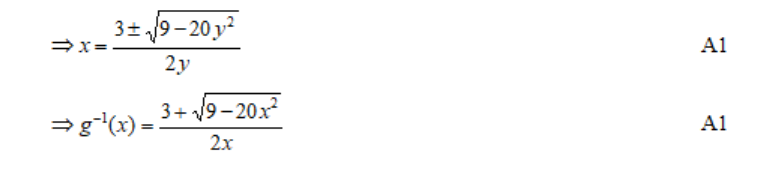 ⇒ x = (3 ± √(9 − 20y²)) / 2y A1
⇒ g⁻¹(x) = (3 + √(9 − 20x²)) / 2x A1